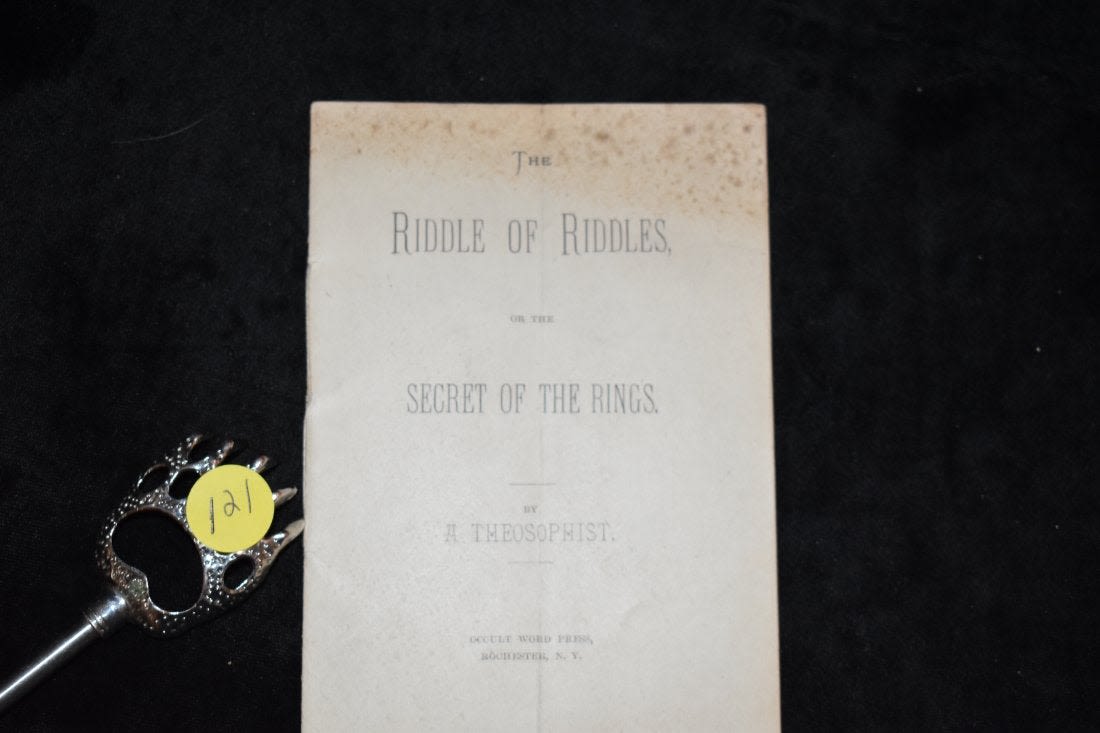 THE
RIDDLE OF RIDDLES,
OR THE
SECRET OF THE RINGS.
BY
A THEOSOPHIST.
OCCULT WORD PRESS,
ROCHESTER, N. Y.
121